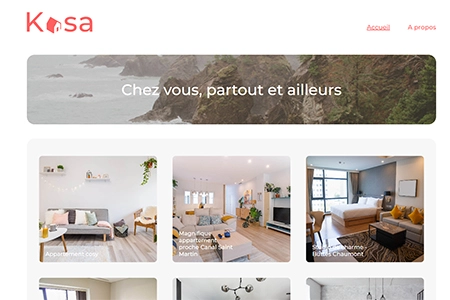 Kasa
Accueil
A propos
Chez vous, partout et ailleurs
Appartement cosy
Magnifique
appartement
proche Canal Saint
Martin
Studio de charme -
Buttes Chaumont